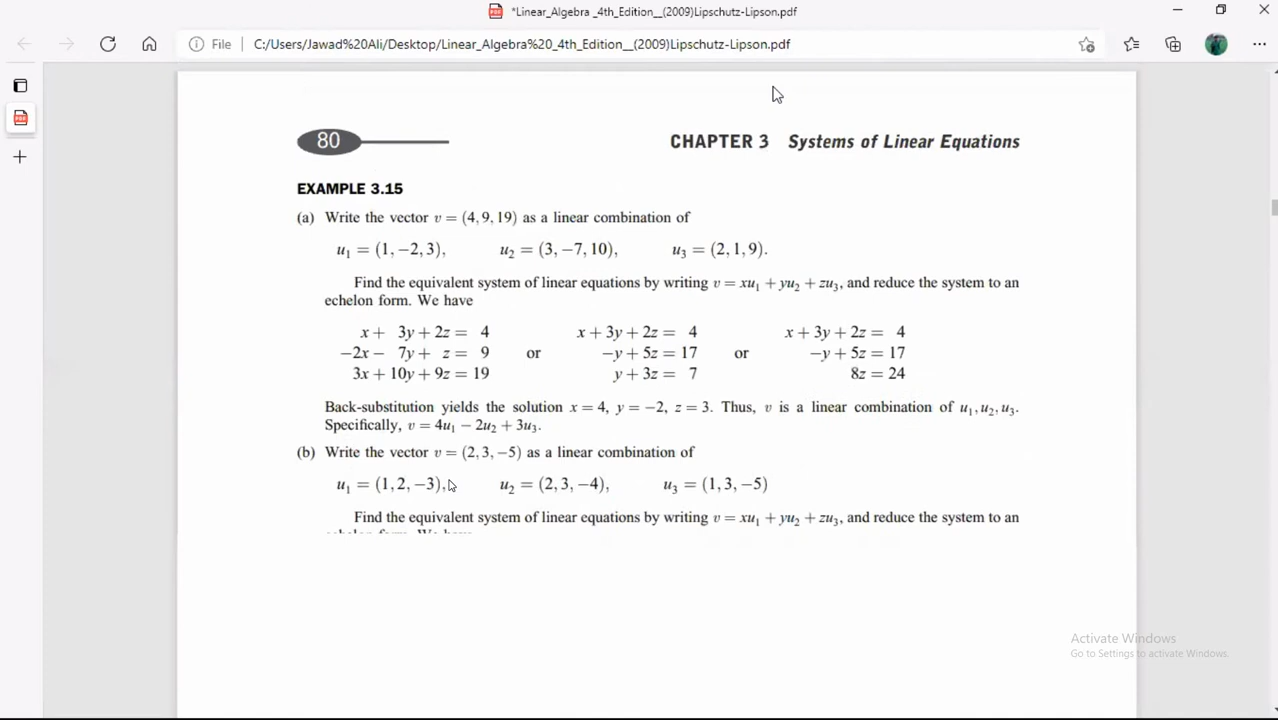 *Linear_Algebra _4th_Edition__(2009)Lipschutz-Lipson.pdf
File C:/Users/Jawad%20Ali/Desktop/Linear_Algebra%20_4th_Edition__(2009)Lipschutz-Lipson.pdf
80 CHAPTER 3 Systems of Linear Equations
EXAMPLE 3.15
(a) Write the vector v = (4, 9, 19) as a linear combination of
u₁ = (1, −2, 3), u₂ = (3, −7, 10), u₃ = (2, 1, 9).
Find the equivalent system of linear equations by writing v = xu₁ + yu₂ + zu₃, and reduce the system to an
echelon form. We have
x + 3y + 2z = 4 x + 3y + 2z = 4 x + 3y + 2z = 4
−2x − 7y + z = 9 or −y + 5z = 17 or −y + 5z = 17
3x + 10y + 9z = 19 y + 3z = 7 8z = 24
Back-substitution yields the solution x = 4, y = −2, z = 3. Thus, v is a linear combination of u₁, u₂, u₃.
Specifically, v = 4u₁ − 2u₂ + 3u₃.
(b) Write the vector v = (2, 3, −5) as a linear combination of
u₁ = (1, 2, −3), u₂ = (2, 3, −4), u₃ = (1, 3, −5)
Find the equivalent system of linear equations by writing v = xu₁ + yu₂ + zu₃, and reduce the system to an
Activate Windows
Go to Settings to activate Windows.